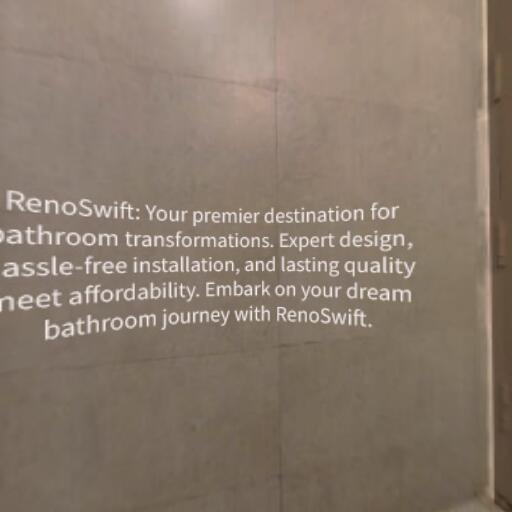 RenoSwift: Your premier destination for
bathroom transformations. Expert design,
assle-free installation, and lasting quality
meet affordability. Embark on your dream
bathroom journey with RenoSwift.